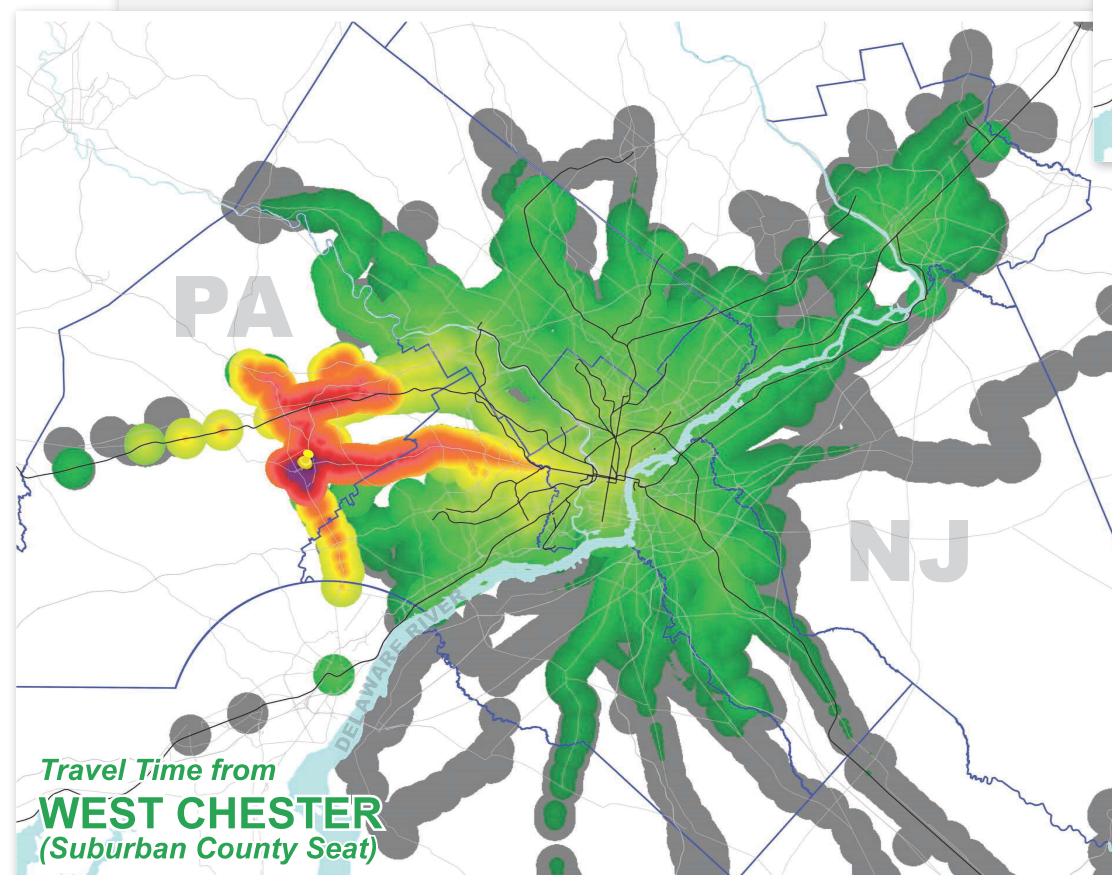 PA
NJ
DELAWARE RIVER
Travel Time from
WEST CHESTER
(Suburban County Seat)